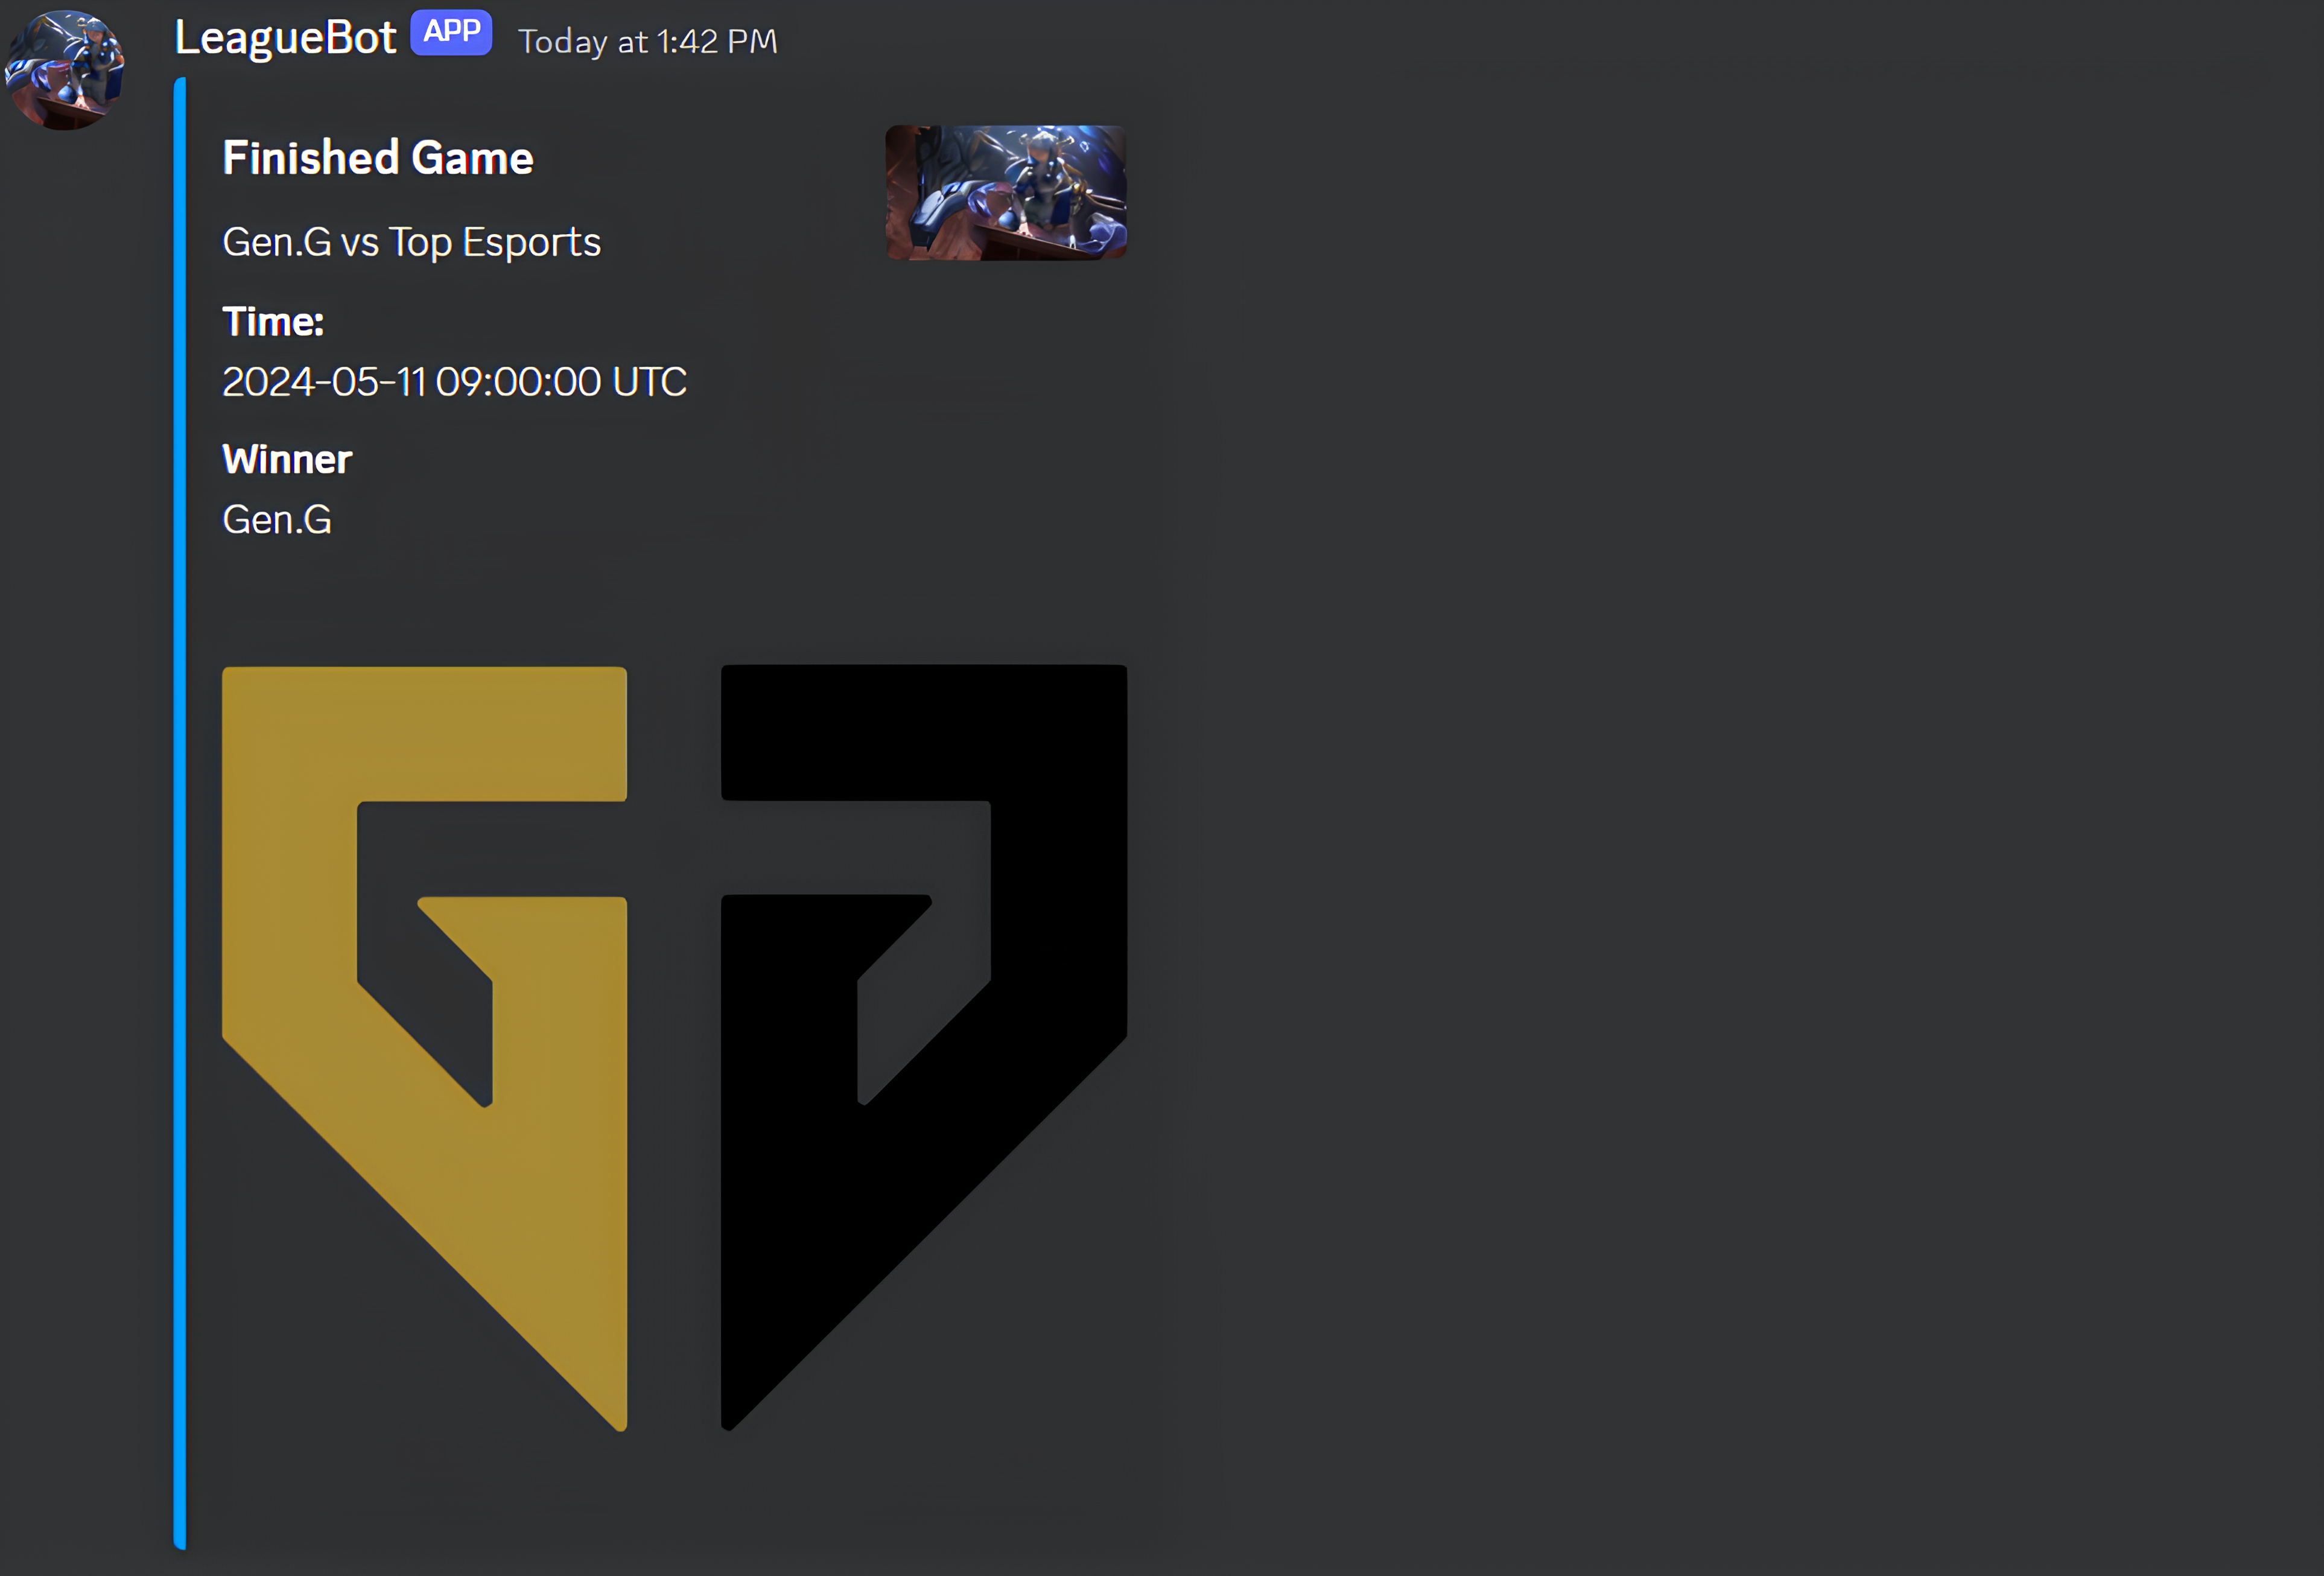 LeagueBot APP Today at 1:42 PM
Finished Game
Gen.G vs Top Esports
Time:
2024-05-11 09:00:00 UTC
Winner
Gen.G